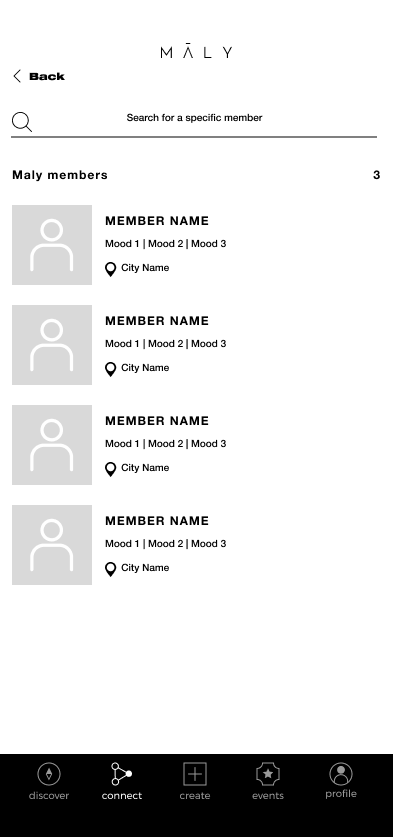 MĀLY
Back
Search for a specific member
Maly members 3
MEMBER NAME
Mood 1 | Mood 2 | Mood 3
City Name
MEMBER NAME
Mood 1 | Mood 2 | Mood 3
City Name
MEMBER NAME
Mood 1 | Mood 2 | Mood 3
City Name
MEMBER NAME
Mood 1 | Mood 2 | Mood 3
City Name
discover connect create events profile